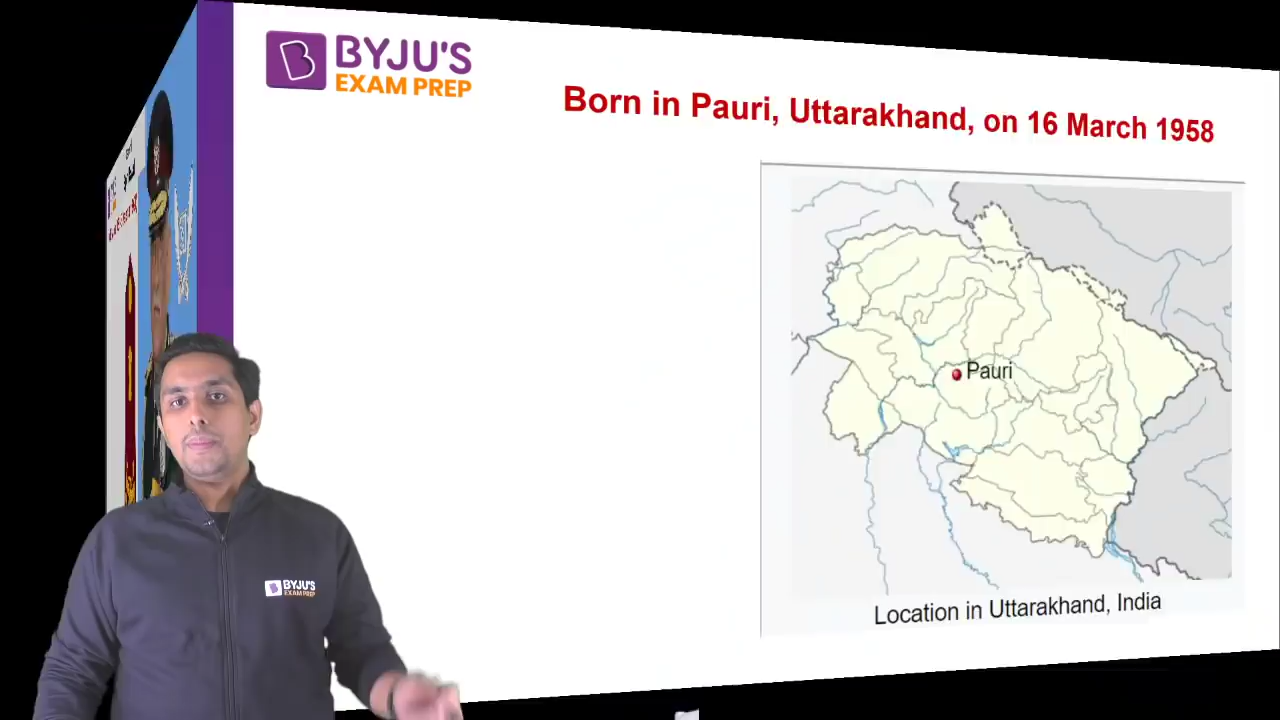 BYJU'S
EXAM PREP
Born in Pauri, Uttarakhand, on 16 March 1958
Pauri
Location in Uttarakhand, India
BYJU'S
EXAM PREP